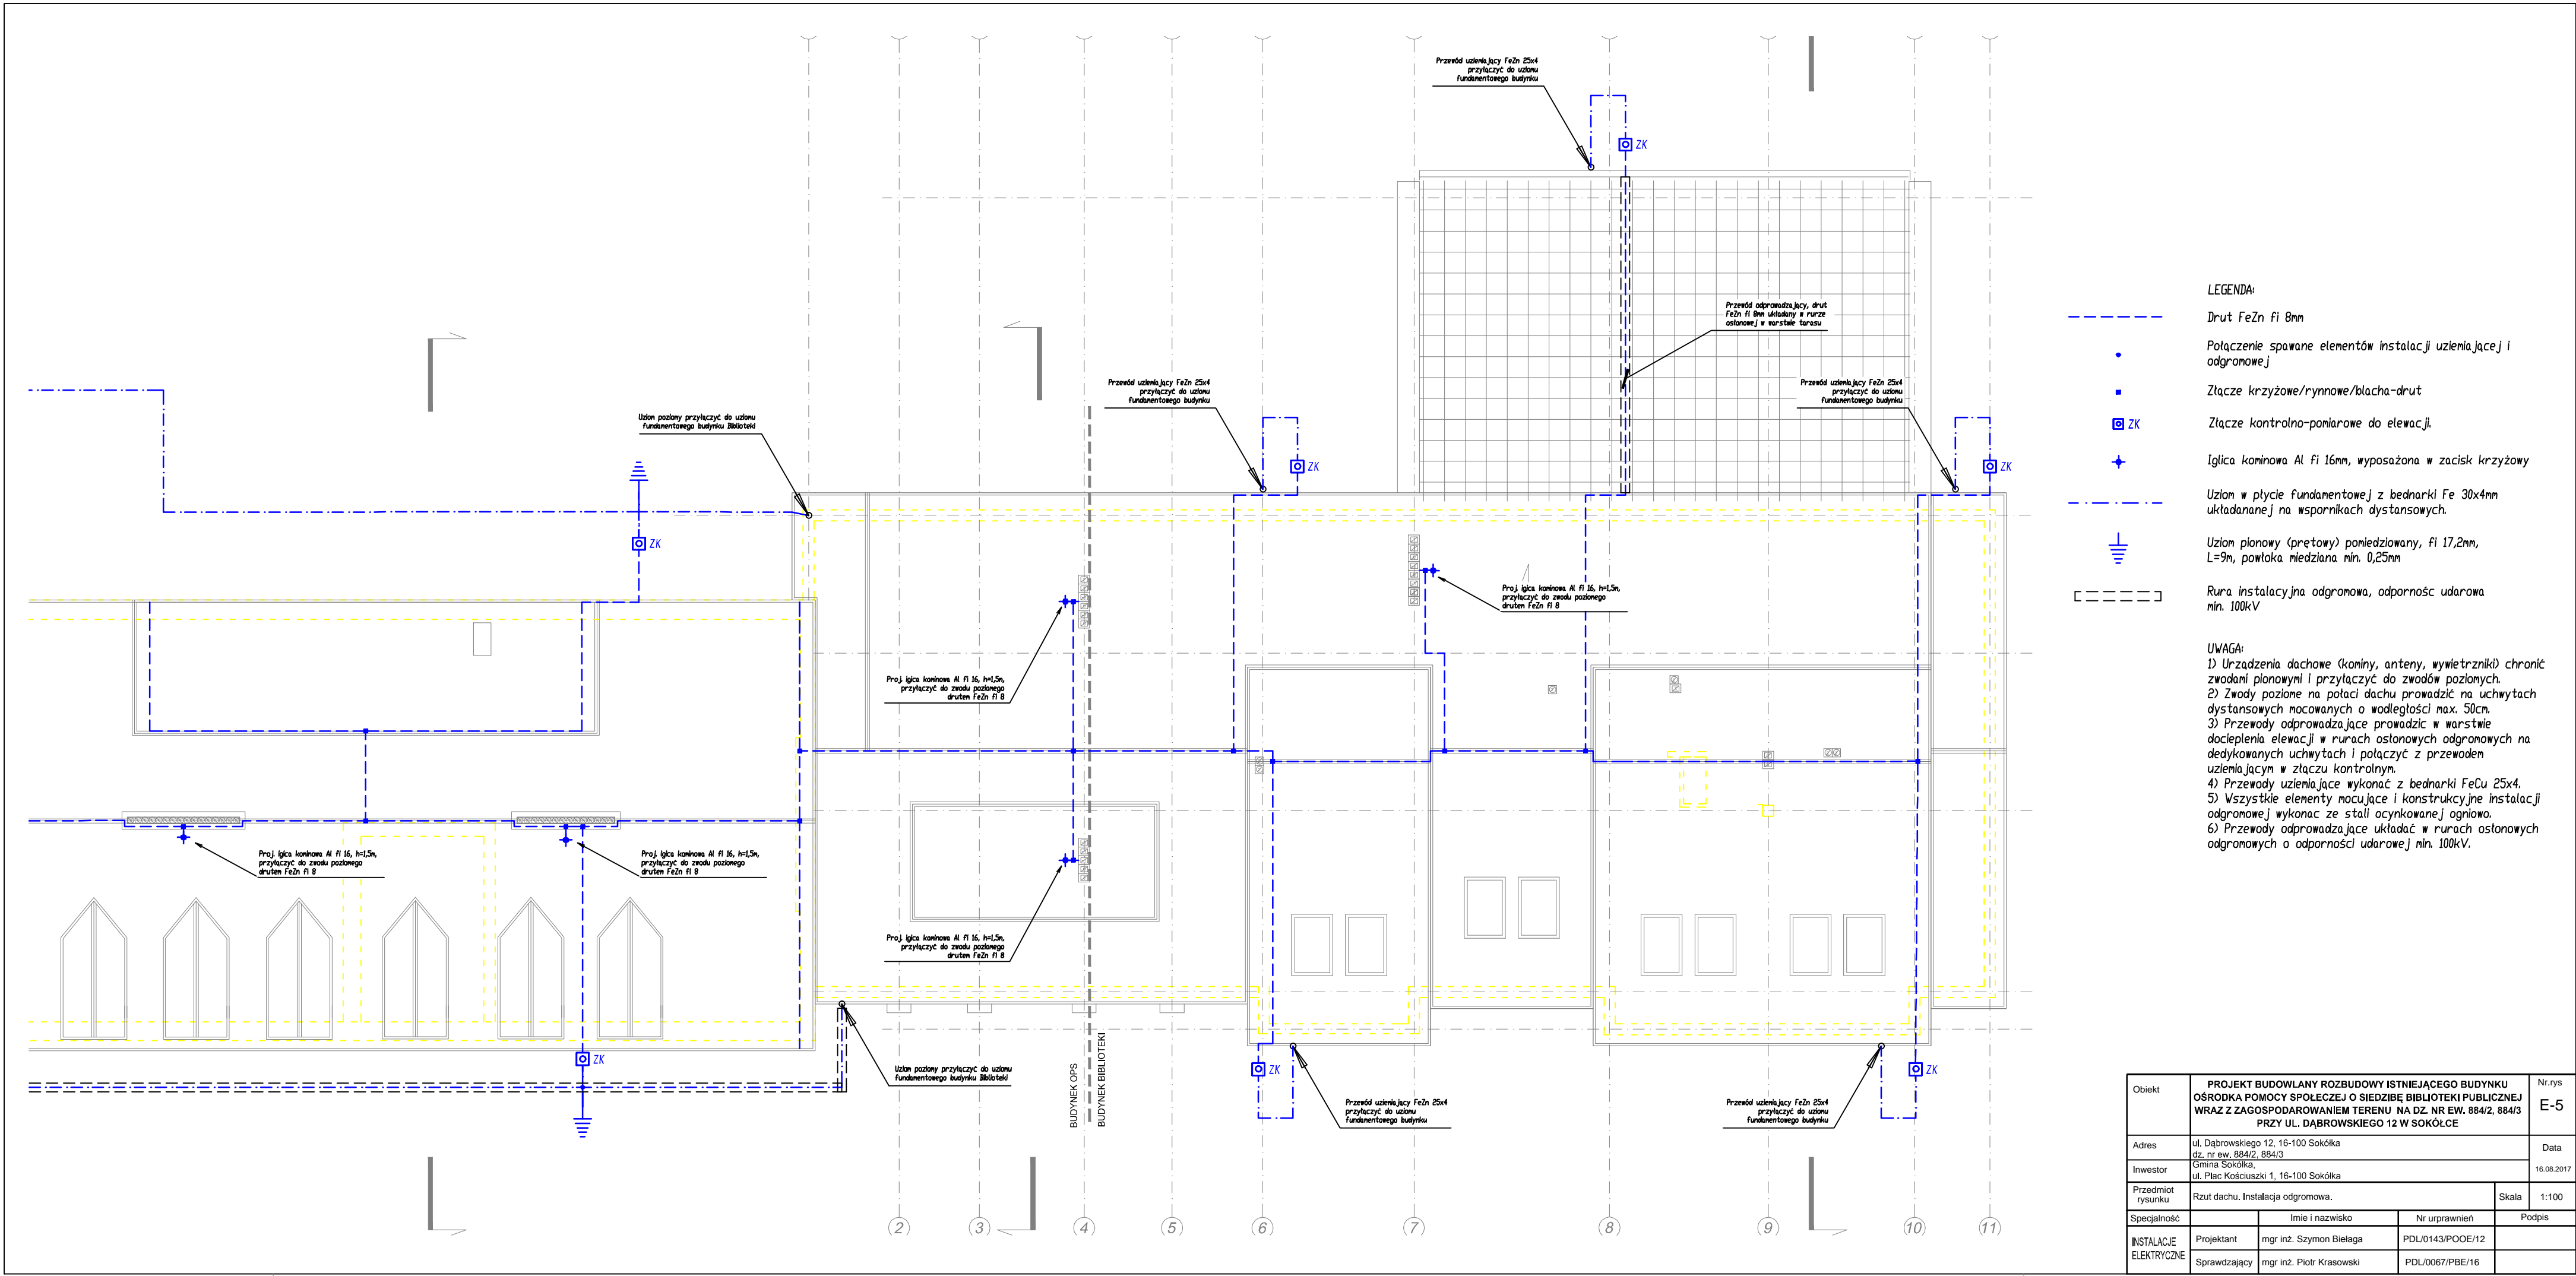 Przewód uziemiający FeZn 25x4
przyłączyć do uziomu
fundamentowego budynku
ZK
Przewód odprowadzający, drut
FeZn fi 8mm układany w rurze
osłonowej w warstwie tarasu
Przewód uziemiający FeZn 25x4
przyłączyć do uziomu
fundamentowego budynku
Przewód uziemiający FeZn 25x4
przyłączyć do uziomu
fundamentowego budynku
Uziom poziomy przyłączyć do uziomu
fundamentowego budynku Biblioteki
ZK
ZK
ZK
Proj. igica kominowa Al fi 16, h=1,5m,
przyłączyć do zwodu poziomego
drutem FeZn fi 8
Proj. igica kominowa Al fi 16, h=1,5m,
przyłączyć do zwodu poziomego
drutem FeZn fi 8
Proj. igica kominowa Al fi 16, h=1,5m,
przyłączyć do zwodu poziomego
drutem FeZn fi 8
Proj. igica kominowa Al fi 16, h=1,5m,
przyłączyć do zwodu poziomego
drutem FeZn fi 8
Proj. igica kominowa Al fi 16, h=1,5m,
przyłączyć do zwodu poziomego
drutem FeZn fi 8
ZK
Uziom poziomy przyłączyć do uziomu
fundamentowego budynku Biblioteki
BUDYNEK OPS
BUDYNEK BIBLIOTEKI
ZK
ZK
Przewód uziemiający FeZn 25x4
przyłączyć do uziomu
fundamentowego budynku
Przewód uziemiający FeZn 25x4
przyłączyć do uziomu
fundamentowego budynku
2
3
4
5
6
7
8
9
10
11
LEGENDA:
Drut FeZn fi 8mm
Połączenie spawane elementów instalacji uziemiającej i
odgromowej
Złącze krzyżowe/rynnowe/blacha-drut
ZK
Złącze kontrolno-pomiarowe do elewacji.
Iglica kominowa Al fi 16mm, wyposażona w zacisk krzyżowy
Uziom w płycie fundamentowej z bednarki Fe 30x4mm
układananej na wspornikach dystansowych.
Uziom pionowy (prętowy) pomiedziowany, fi 17,2mm,
L=9m, powłoka miedziana min. 0,25mm
Rura instalacyjna odgromowa, odpornośc udarowa
min. 100kV
UWAGA:
1) Urządzenia dachowe (kominy, anteny, wywietrzniki) chronić
zwodami pionowymi i przyłączyć do zwodów poziomych.
2) Zwody poziome na połaci dachu prowadzić na uchwytach
dystansowych mocowanych o wodległości max. 50cm.
3) Przewody odprowadzające prowadzic w warstwie
docieplenia elewacji w rurach osłonowych odgromowych na
dedykowanych uchwytach i połączyć z przewodem
uziemiającym w złączu kontrolnym.
4) Przewody uziemiające wykonać z bednarki FeCu 25x4.
5) Wszystkie elementy mocujące i konstrukcyjne instalacji
odgromowej wykonac ze stali ocynkowanej ogniowo.
6) Przewody odprowadzające układać w rurach osłonowych
odgromowych o odporności udarowej min. 100kV.
Obiekt
PROJEKT BUDOWLANY ROZBUDOWY ISTNIEJĄCEGO BUDYNKU
OŚRODKA POMOCY SPOŁECZEJ O SIEDZIBĘ BIBLIOTEKI PUBLICZNEJ
WRAZ Z ZAGOSPODAROWANIEM TERENU NA DZ. NR EW. 884/2, 884/3
PRZY UL. DĄBROWSKIEGO 12 W SOKÓŁCE
Nr.rys
E-5
Adres
ul. Dąbrowskiego 12, 16-100 Sokółka
dz. nr ew. 884/2, 884/3
Data
16.08.2017
Inwestor
Gmina Sokółka,
ul. Plac Kościuszki 1, 16-100 Sokółka
Przedmiot
rysunku
Rzut dachu. Instalacja odgromowa.
Skala
1:100
Specjalność
Imie i nazwisko
Nr urprawnień
Podpis
INSTALACJE
ELEKTRYCZNE
Projektant
mgr inż. Szymon Bielaga
PDL/0143/POOE/12
Sprawdzający
mgr inż. Piotr Krasowski
PDL/0067/PBE/16